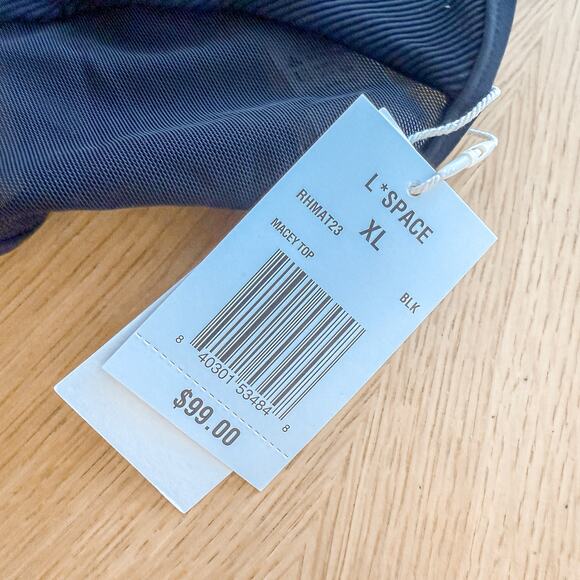 L*SPACE
RHMAT23 XL
MACEY TOP BLK
8 40301 53484 8
$99.00